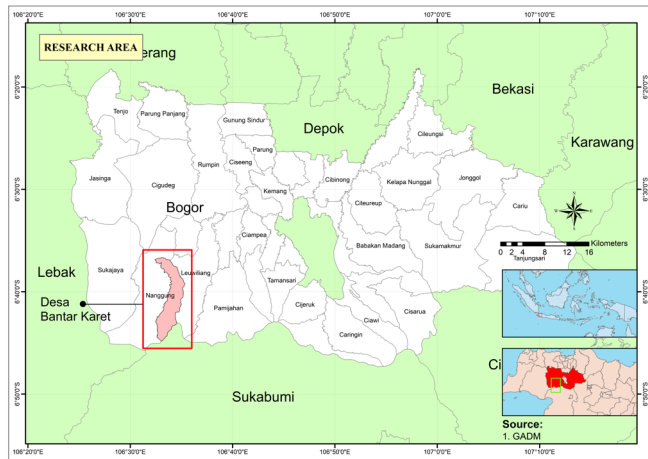 106°20'0"E
106°30'0"E
106°40'0"E
106°50'0"E
107°0'0"E
107°10'0"E
RESEARCH AREA
erang
6°20'0"S
Bekasi
Tenjo
Parung Panjang
Gunung Sindur
Depok
Cileungsi
Karawang
Parung
Jasinga
Rumpin
Ciseeng
Cigudeg
Cibinong
Kelapa Nunggal
Jonggol
6°30'0"S
Kemang
Citeureup
Cariu
Bogor
Ciampea
Babakan Madang
Sukamakmur
Kilometers
0 2 4 8 12 16
Tanjungsari
Lebak
Sukajaya
Leuwiliang
Tamansari
6°40'0"S
Desa
Bantar Karet
Nanggung
Pamijahan
Cijeruk
Ciawi
Cisarua
Caringin
Ci
6°50'0"S
Sukabumi
Source:
1. GADM